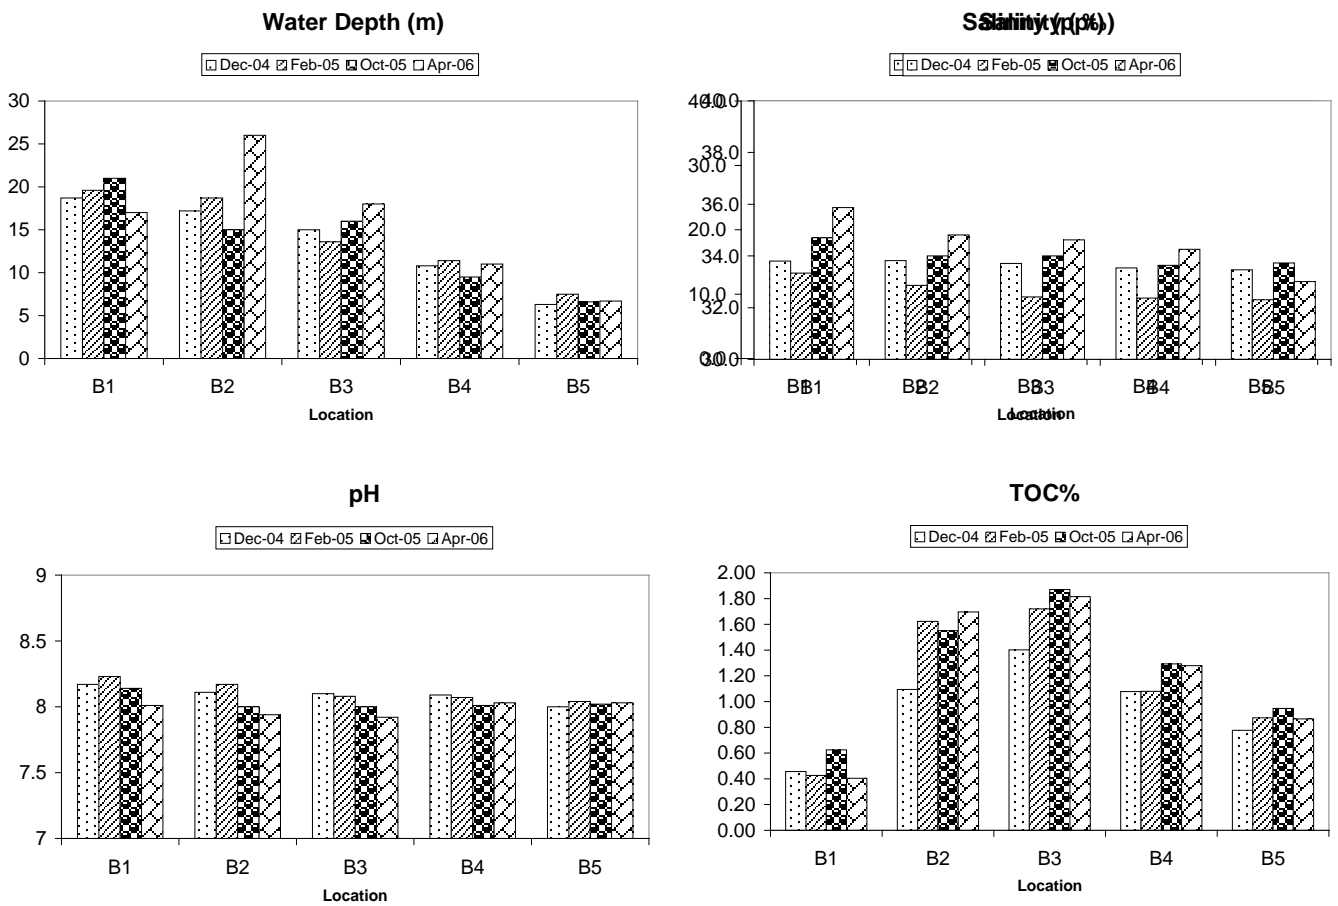 Water Depth (m)
Dec-04 Feb-05 Oct-05 Apr-06
30
25
20
15
10
5
0
B1 B2 B3 B4 B5
Location
Dec-04 Feb-05 Oct-05 Apr-06
40.0
38.0
30.0
36.0
20.0
34.0
10.0
32.0
30.0
B1 B2 B3 B4 B5
Location
pH
Dec-04 Feb-05 Oct-05 Apr-06
9
8.5
8
7.5
7
B1 B2 B3 B4 B5
Location
TOC%
Dec-04 Feb-05 Oct-05 Apr-06
2.00
1.80
1.60
1.40
1.20
1.00
0.80
0.60
0.40
0.20
0.00
B1 B2 B3 B4 B5
Location